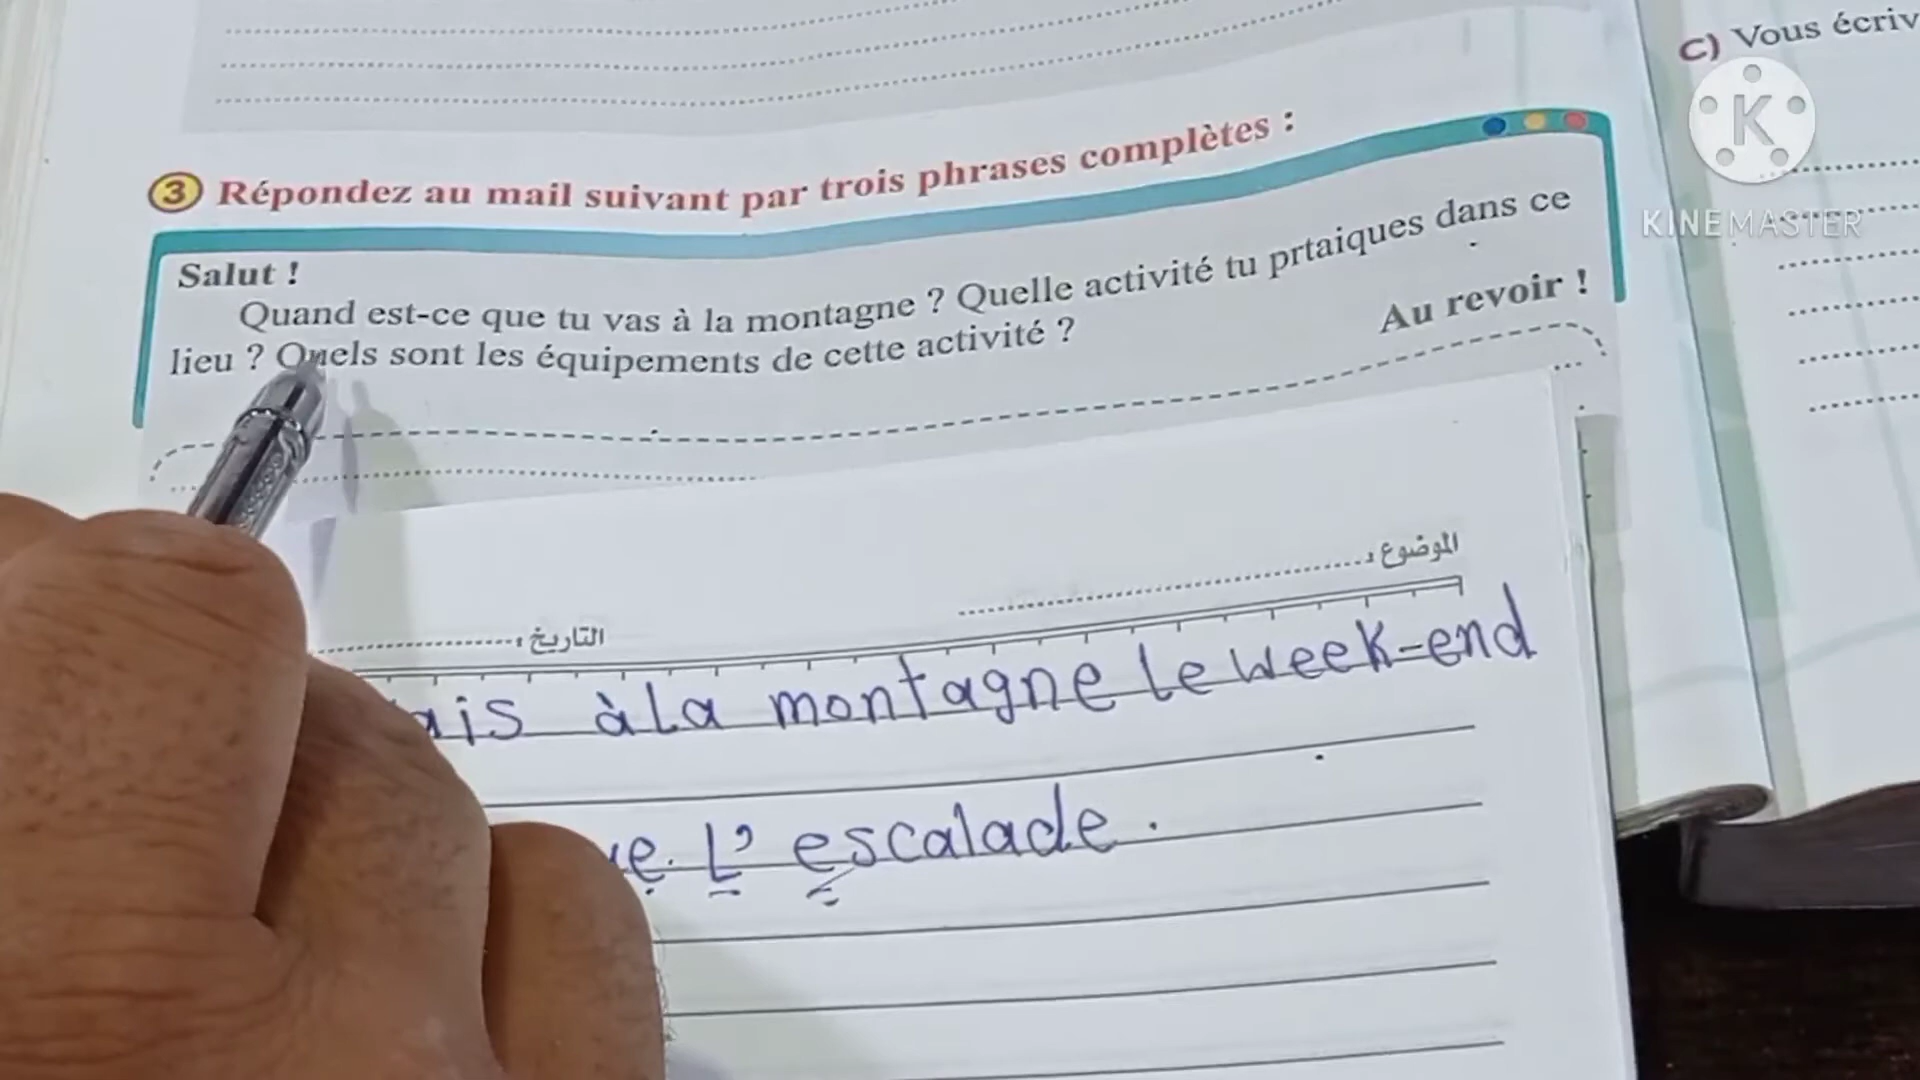 C) Vous écriv
K
KINEMASTER
3 Répondez au mail suivant par trois phrases complètes :
Salut !
Quand est-ce que tu vas à la montagne ? Quelle activité tu prtaiques dans ce
lieu ? Quels sont les équipements de cette activité ?
Au revoir !
الموضوع :
التاريخ :
ais à la montagne le week-end
ue. L' escalade.